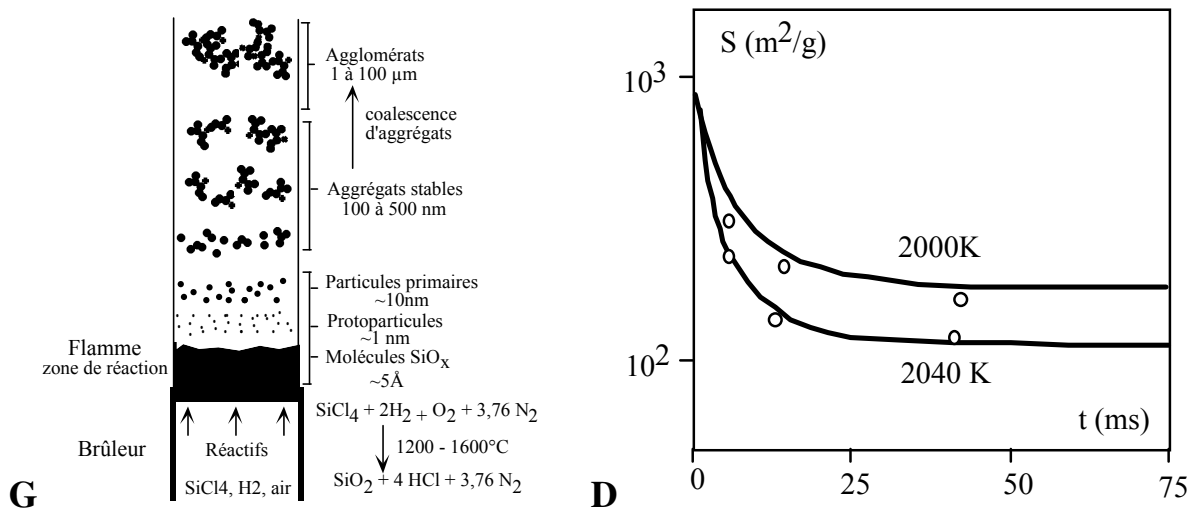 Agglomérats
1 à 100 µm
coalescence
d'aggrégats
Aggrégats stables
100 à 500 nm
Particules primaires
~10nm
Protoparticules
~1 nm
Molécules SiOx
~5Å
Flamme
zone de réaction
SiCl4 + 2H2 + O2 + 3,76 N2
1200 - 1600°C
SiO2 + 4 HCl + 3,76 N2
Brûleur
Réactifs
SiCl4, H2, air
G
S (m2/g)
103
2000K
102
2040 K
t (ms)
0 25 50 75
D